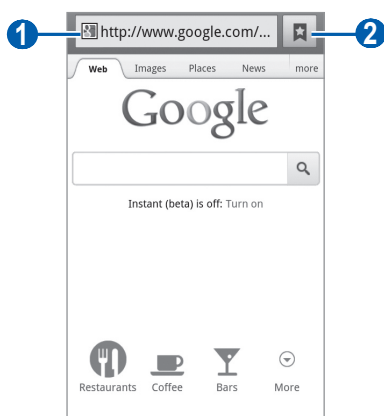 1 http://www.google.com/... 2
Web Images Places News more
Google
Instant (beta) is off: Turn on
Restaurants Coffee Bars More